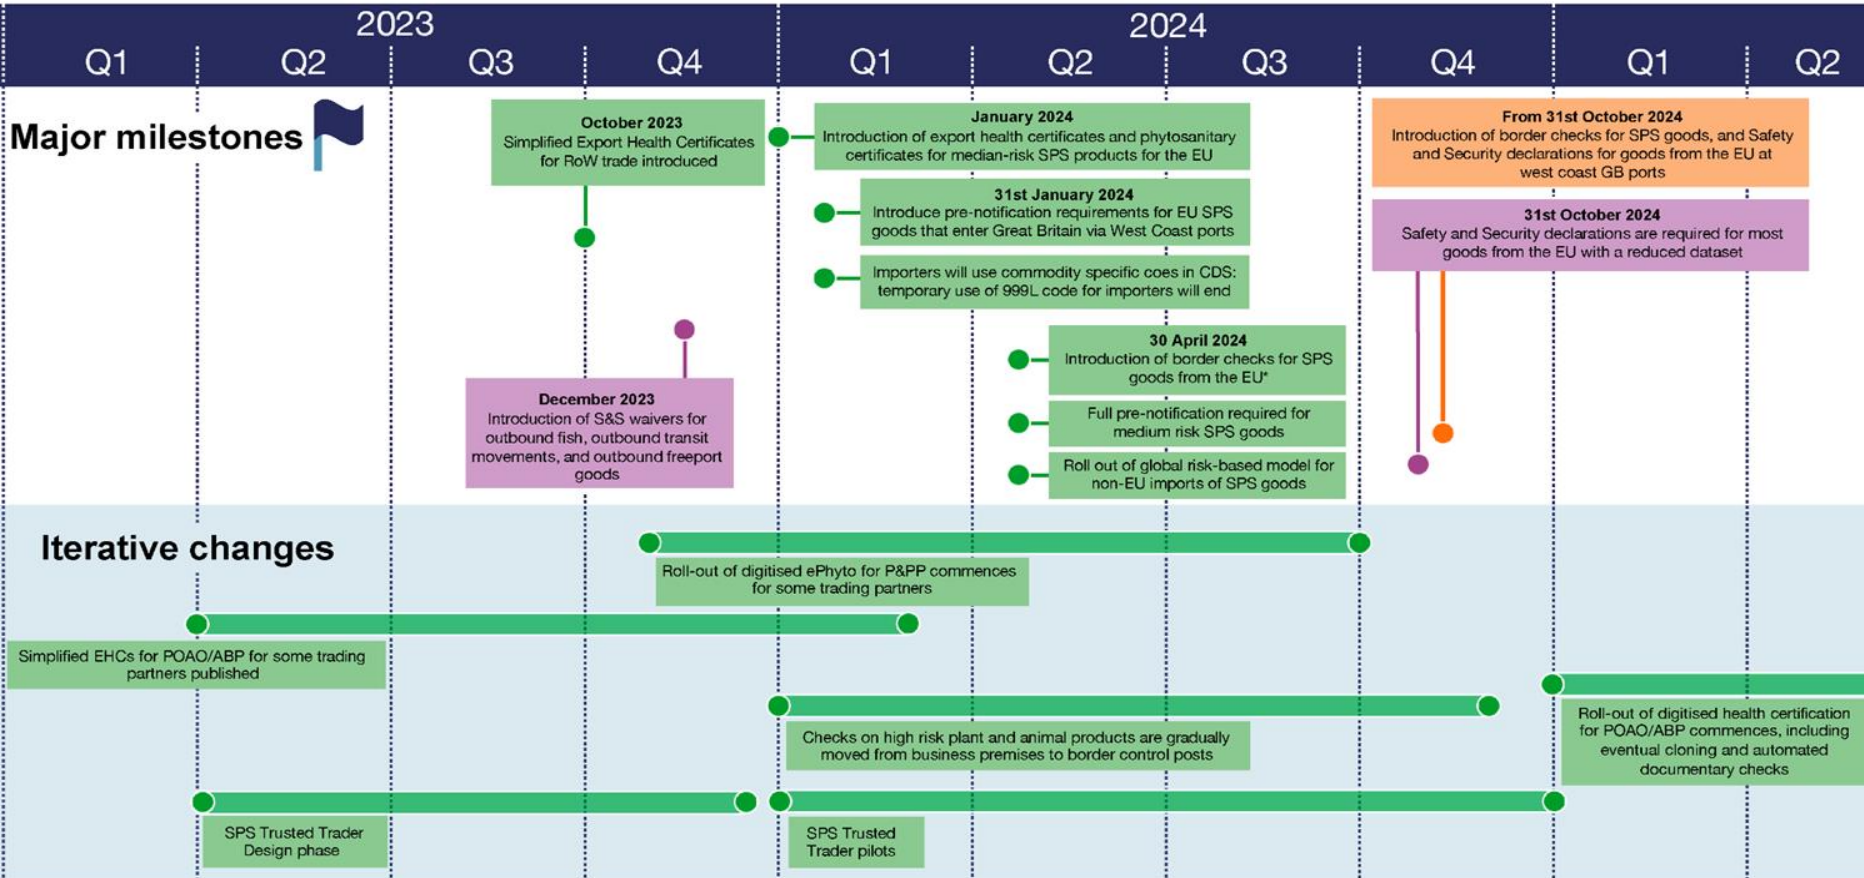 2023
2024
Q1
Q2
Q3
Q4
Q1
Q2
Q3
Q4
Q1
Q2
Major milestones
October 2023
Simplified Export Health Certificates
for RoW trade introduced
December 2023
Introduction of S&S waivers for
outbound fish, outbound transit
movements, and outbound freeport
goods
January 2024
Introduction of export health certificates and phytosanitary
certificates for median-risk SPS products for the EU
31st January 2024
Introduce pre-notification requirements for EU SPS
goods that enter Great Britain via West Coast ports
Importers will use commodity specific coes in CDS:
temporary use of 999L code for importers will end
30 April 2024
Introduction of border checks for SPS
goods from the EU*
Full pre-notification required for
medium risk SPS goods
Roll out of global risk-based model for
non-EU imports of SPS goods
From 31st October 2024
Introduction of border checks for SPS goods, and Safety
and Security declarations for goods from the EU at
west coast GB ports
31st October 2024
Safety and Security declarations are required for most
goods from the EU with a reduced dataset
Iterative changes
Roll-out of digitised ePhyto for P&PP commences
for some trading partners
Simplified EHCs for POAO/ABP for some trading
partners published
Checks on high risk plant and animal products are gradually
moved from business premises to border control posts
Roll-out of digitised health certification
for POAO/ABP commences, including
eventual cloning and automated
documentary checks
SPS Trusted Trader
Design phase
SPS Trusted
Trader pilots